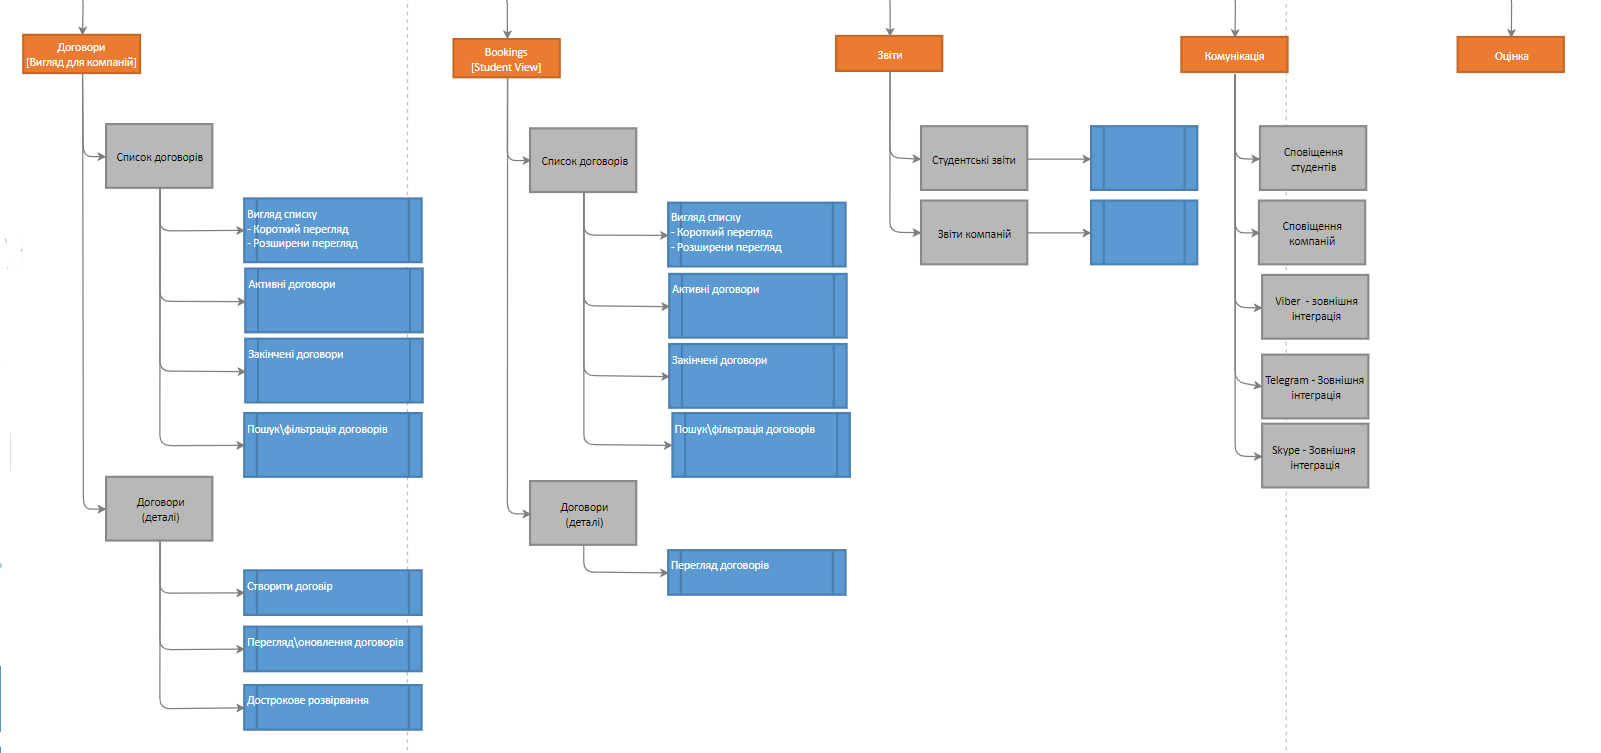 Договори
[Вигляд для компаній]
Список договорів
Вигляд списку
- Короткий перегляд
- Розширени перегляд
Активні договори
Закінчені договори
Пошук\фільтрація договорів
Договори
(деталі)
Створити договір
Перегляд\оновлення договорів
Дострокове розвірвання
Bookings
[Student View]
Список договорів
Вигляд списку
- Короткий перегляд
- Розширени перегляд
Активні договори
Закінчені договори
Пошук\фільтрація договорів
Договори
(деталі)
Перегляд договорів
Звіти
Студентські звіти
Звіти компаній
Комунікація
Сповіщення
студентів
Сповіщення
компаній
Viber - зовнішня
інтеграція
Telegram - Зовнішня
інтеграція
Skype - Зовнішня
інтеграція
Оцінка